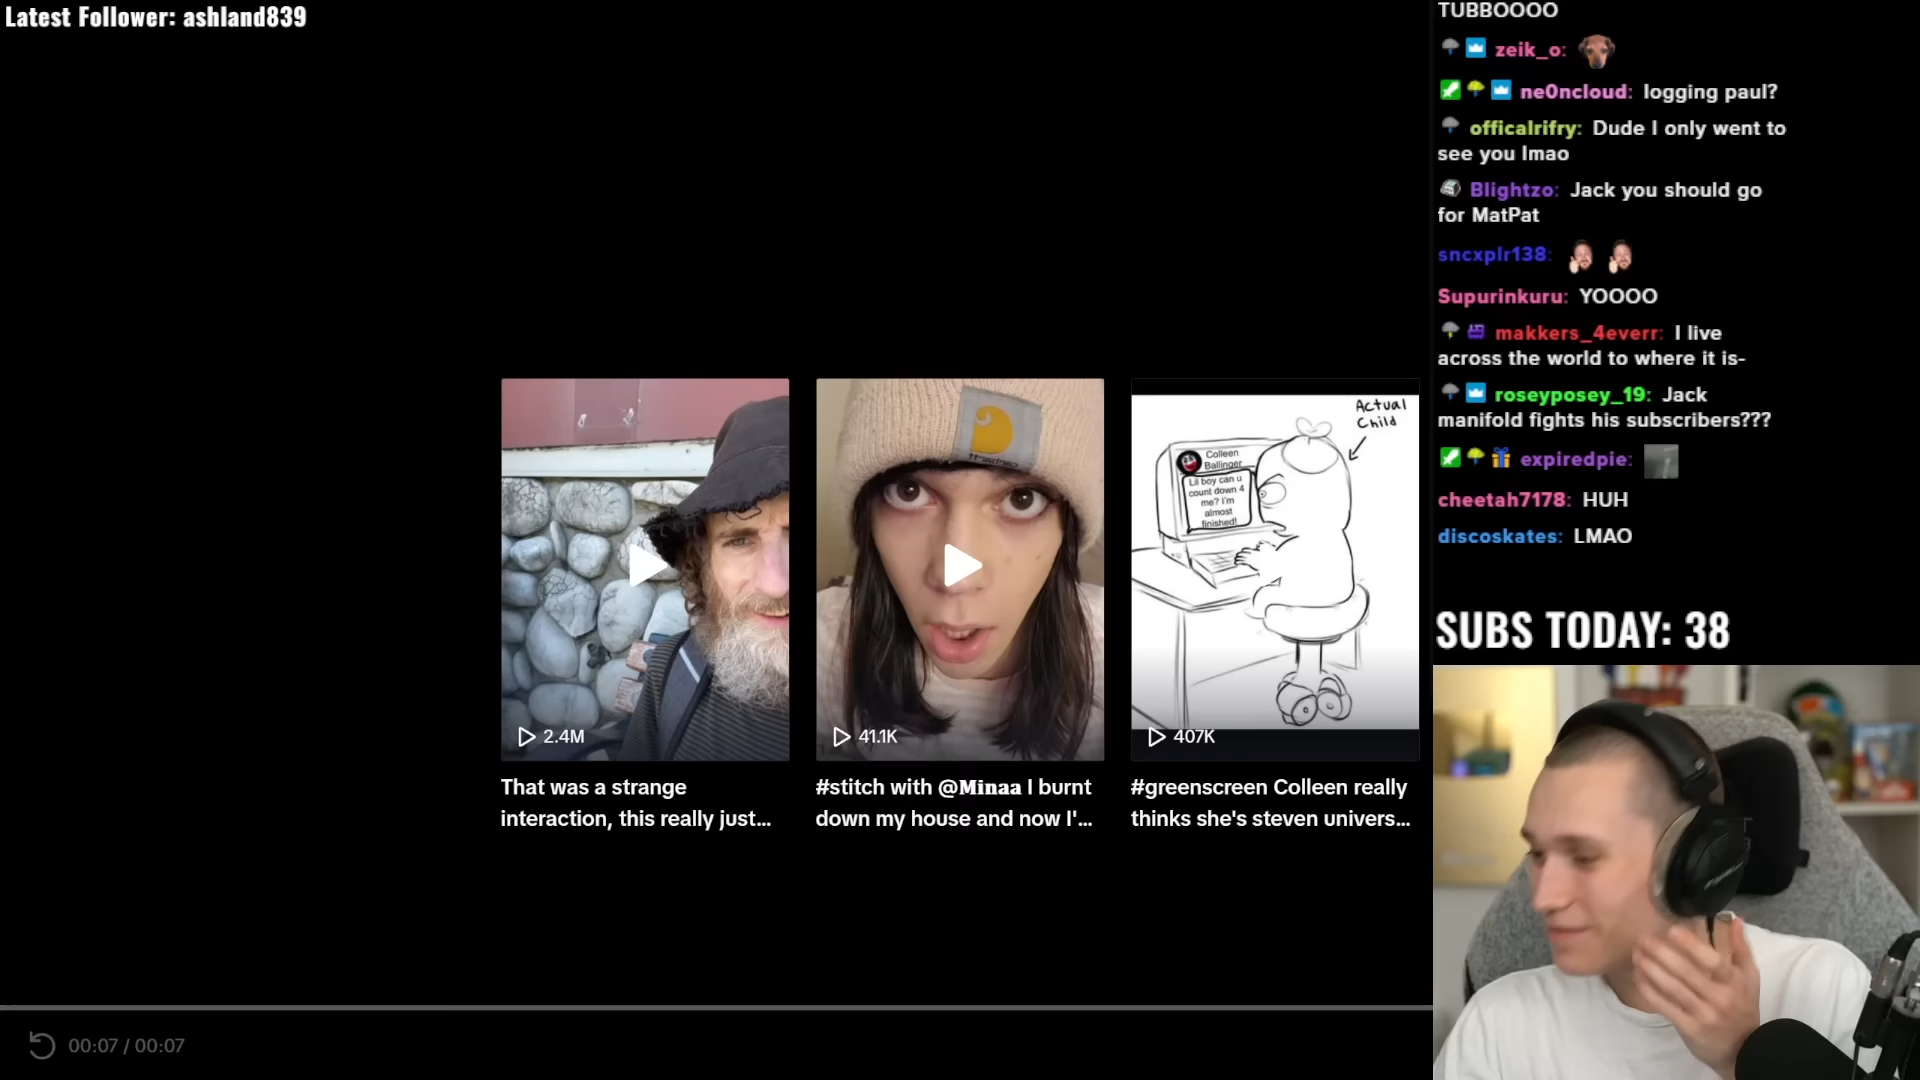 Latest Follower: ashland839
TUBBOOOO
zeik_o:
ne0ncloud: logging paul?
officalrifry: Dude I only went to
see you lmao
Blightzo: Jack you should go
for MatPat
sncxplr138:
Supurinkuru: YOOOO
makkers_4everr: I live
across the world to where it is-
roseyposey_19: Jack
manifold fights his subscribers???
expiredpie:
cheetah7178: HUH
discoskates: LMAO
SUBS TODAY: 38
Actual
Child
Colleen
Ballinger
Lil boy can u
count down 4
me? I'm
almost
finished!
2.4M
41.1K
407K
That was a strange
interaction, this really just...
#stitch with @Minaa I burnt
down my house and now I'...
#greenscreen Colleen really
thinks she's steven univers...
00:07 / 00:07